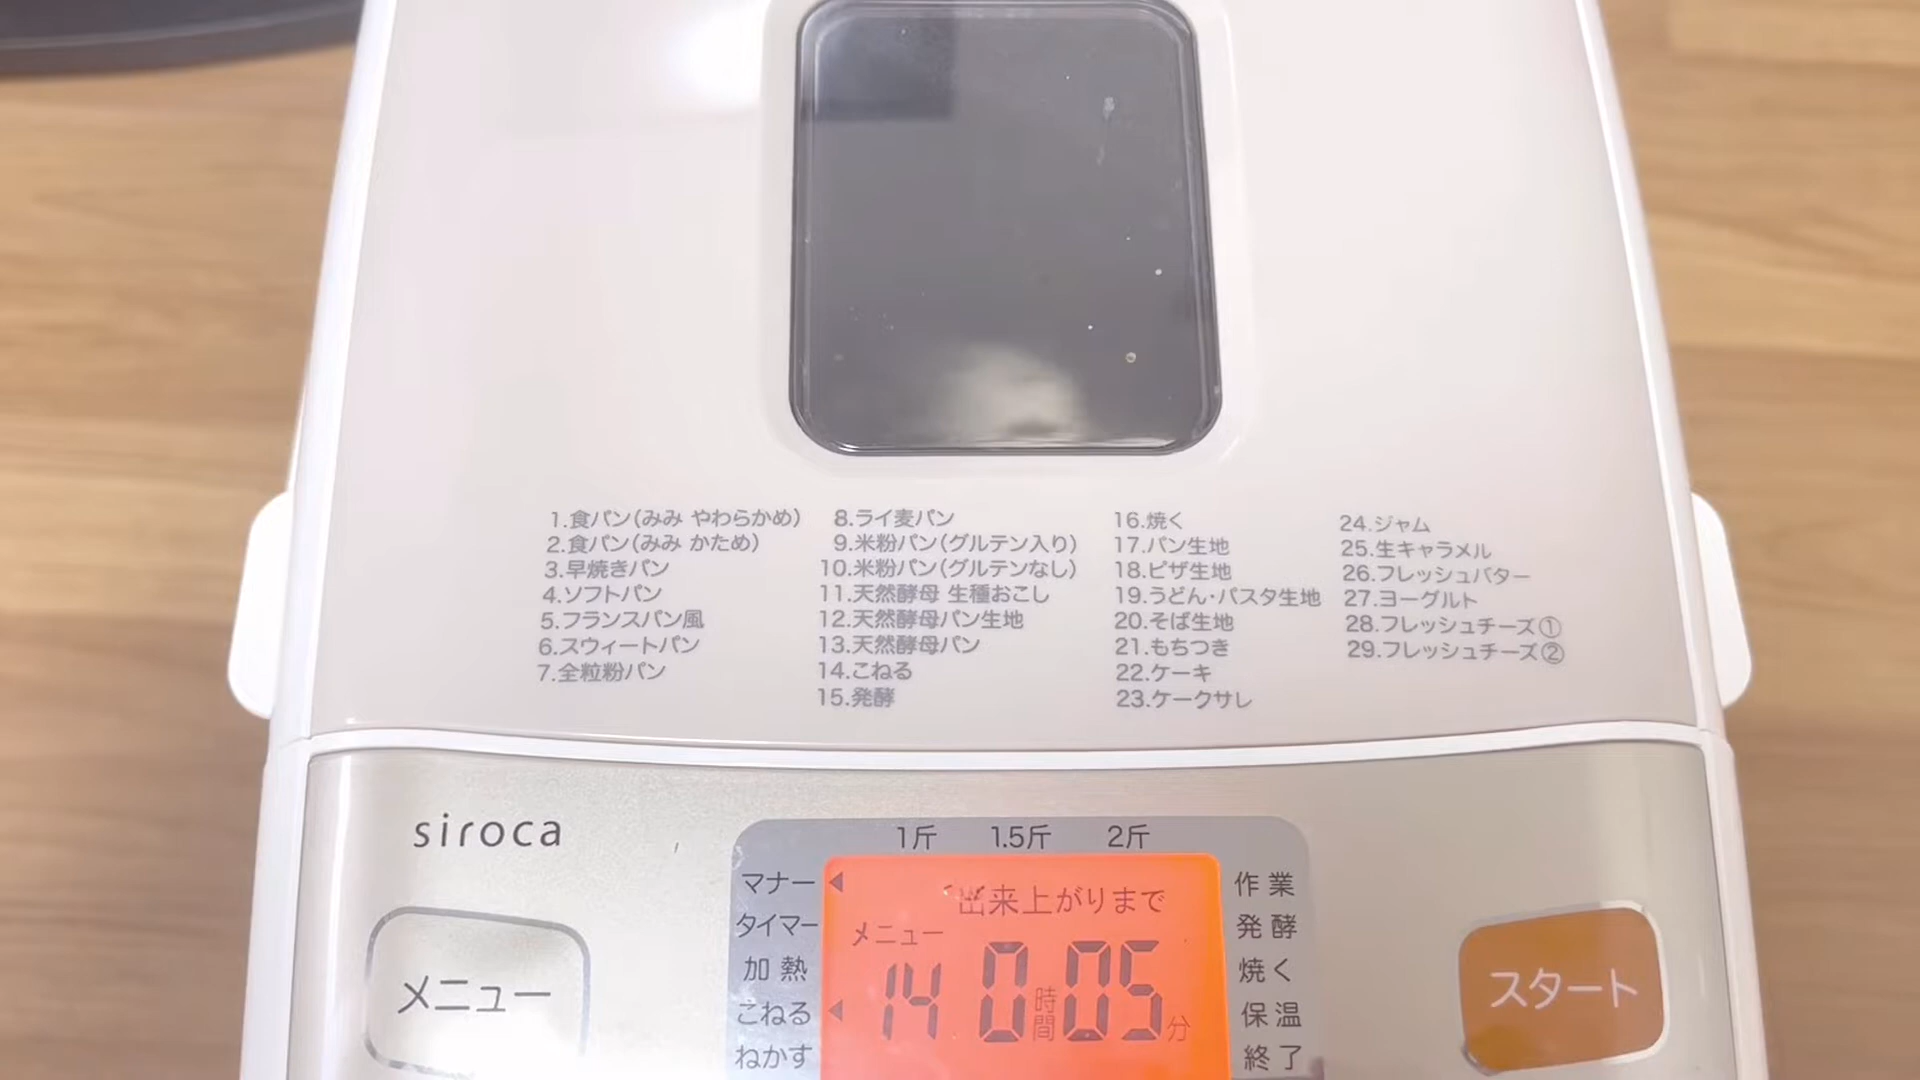 1.食パン(みみ やわらかめ)
2.食パン(みみ かため)
3.早焼きパン
4.ソフトパン
5.フランスパン風
6.スウィートパン
7.全粒粉パン
8.ライ麦パン
9.米粉パン(グルテン入り)
10.米粉パン(グルテンなし)
11.天然酵母 生種おこし
12.天然酵母パン生地
13.天然酵母パン
14.こねる
15.発酵
16.焼く
17.パン生地
18.ピザ生地
19.うどん・パスタ生地
20.そば生地
21.もちつき
22.ケーキ
23.ケークサレ
24.ジャム
25.生キャラメル
26.フレッシュバター
27.ヨーグルト
28.フレッシュチーズ①
29.フレッシュチーズ②
siroca
メニュー
1斤 1.5斤 2斤
マナー
タイマー
加熱
こねる
ねかす
出来上がりまで
メニュー
14 0時間05分
作業
発酵
焼く
保温
終了
スタート